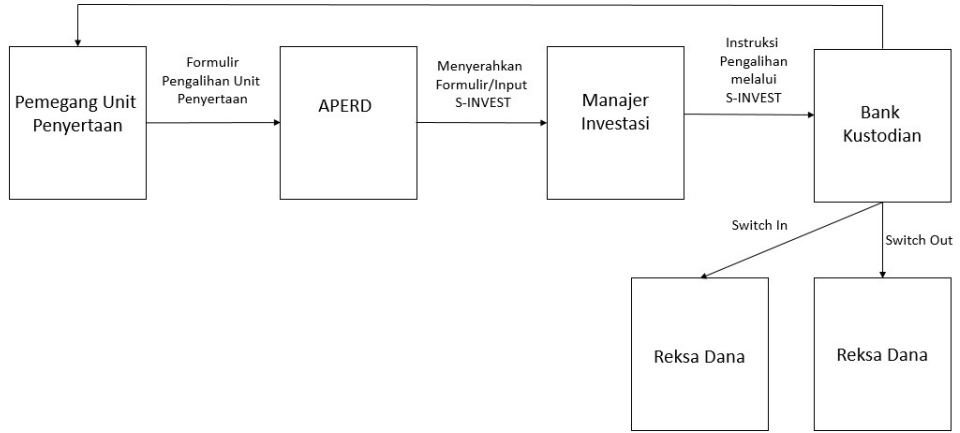 Pemegang Unit
Penyertaan
Formulir
Pengalihan Unit
Penyertaan
APERD
Menyerahkan
Formulir/Input
S-INVEST
Manajer
Investasi
Instruksi
Pengalihan
melalui
S-INVEST
Bank
Kustodian
Switch In
Switch Out
Reksa Dana
Reksa Dana